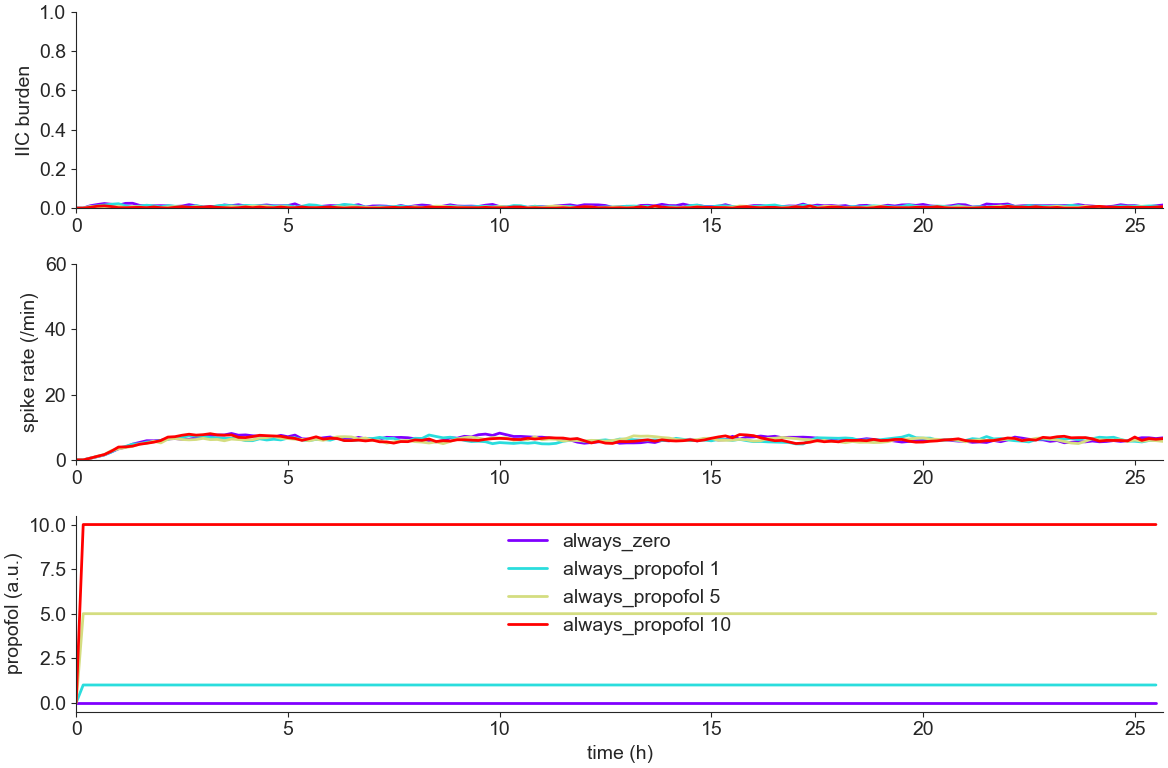 1.0
0.8
0.6
0.4
0.2
0.0
IIC burden
0 5 10 15 20 25
60
40
20
0
spike rate (/min)
0 5 10 15 20 25
10.0
7.5
5.0
2.5
0.0
propofol (a.u.)
always_zero
always_propofol 1
always_propofol 5
always_propofol 10
0 5 10 15 20 25
time (h)